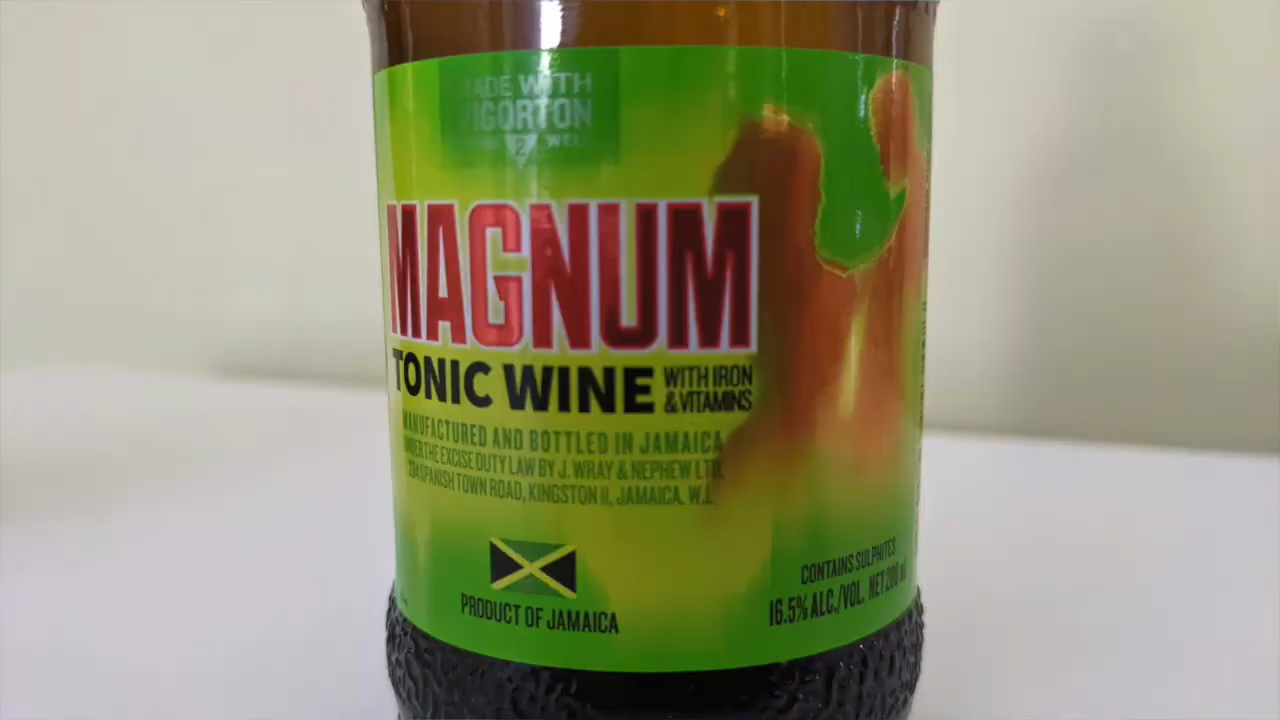 MADE WITH
VIGORTON
2
MAGNUM
TONIC WINE WITH IRON
& VITAMINS
MANUFACTURED AND BOTTLED IN JAMAICA
UNDER THE EXCISE DUTY LAW BY J. WRAY & NEPHEW LTD.
234 SPANISH TOWN ROAD, KINGSTON 11, JAMAICA. W.I.
PRODUCT OF JAMAICA
CONTAINS SULPHITES
16.5% ALC./VOL. NET 200 ml